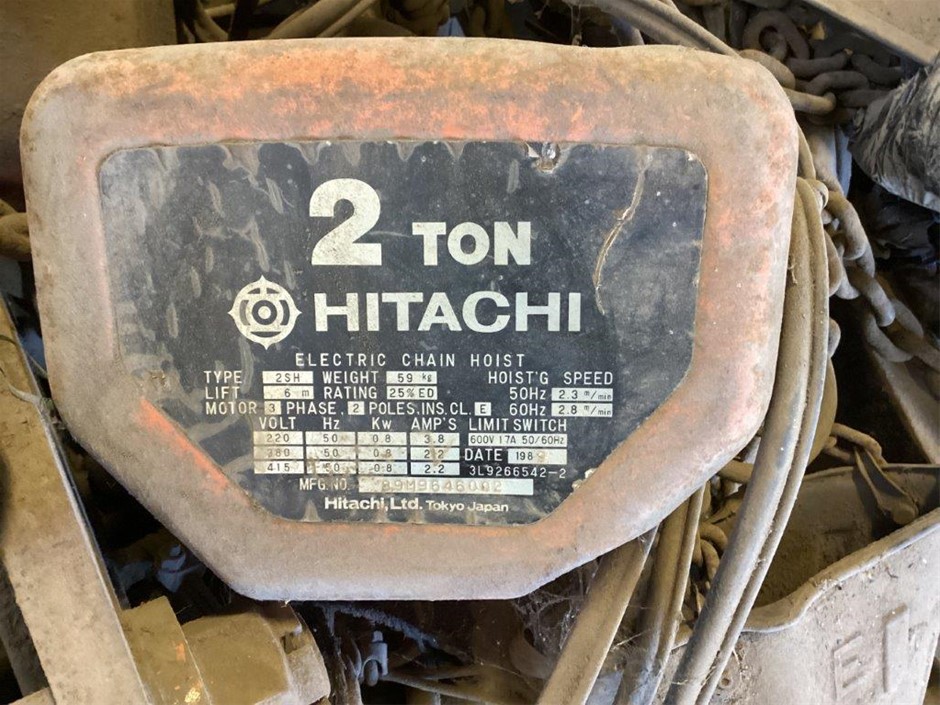 2 TON
HITACHI
ELECTRIC CHAIN HOIST
TYPE 2SH WEIGHT 59 kg HOIST'G SPEED
LIFT 6 m RATING 25% ED 50Hz 2.3 m/min
MOTOR 3 PHASE, 2 POLES. INS. CL. E 60Hz 2.8 m/min
VOLT Hz Kw AMP'S LIMIT SWITCH
220 50 0.8 3.8 600V 17A 50/60Hz
380 50 0.8 2.2 DATE 1989
415 50 0.8 2.2 3L9266542-2
MFG. NO.
Hitachi, Ltd. Tokyo Japan